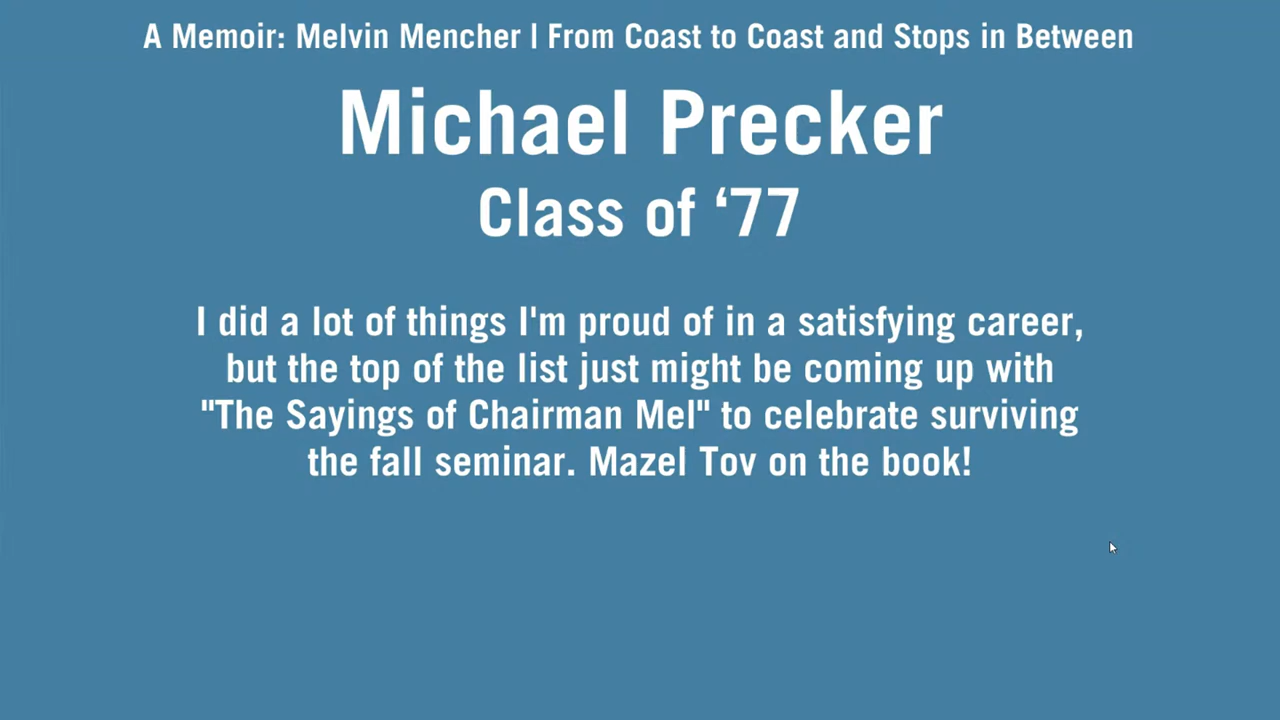 A Memoir: Melvin Mencher | From Coast to Coast and Stops in Between
Michael Precker
Class of ‘77
I did a lot of things I'm proud of in a satisfying career,
but the top of the list just might be coming up with
"The Sayings of Chairman Mel" to celebrate surviving
the fall seminar. Mazel Tov on the book!